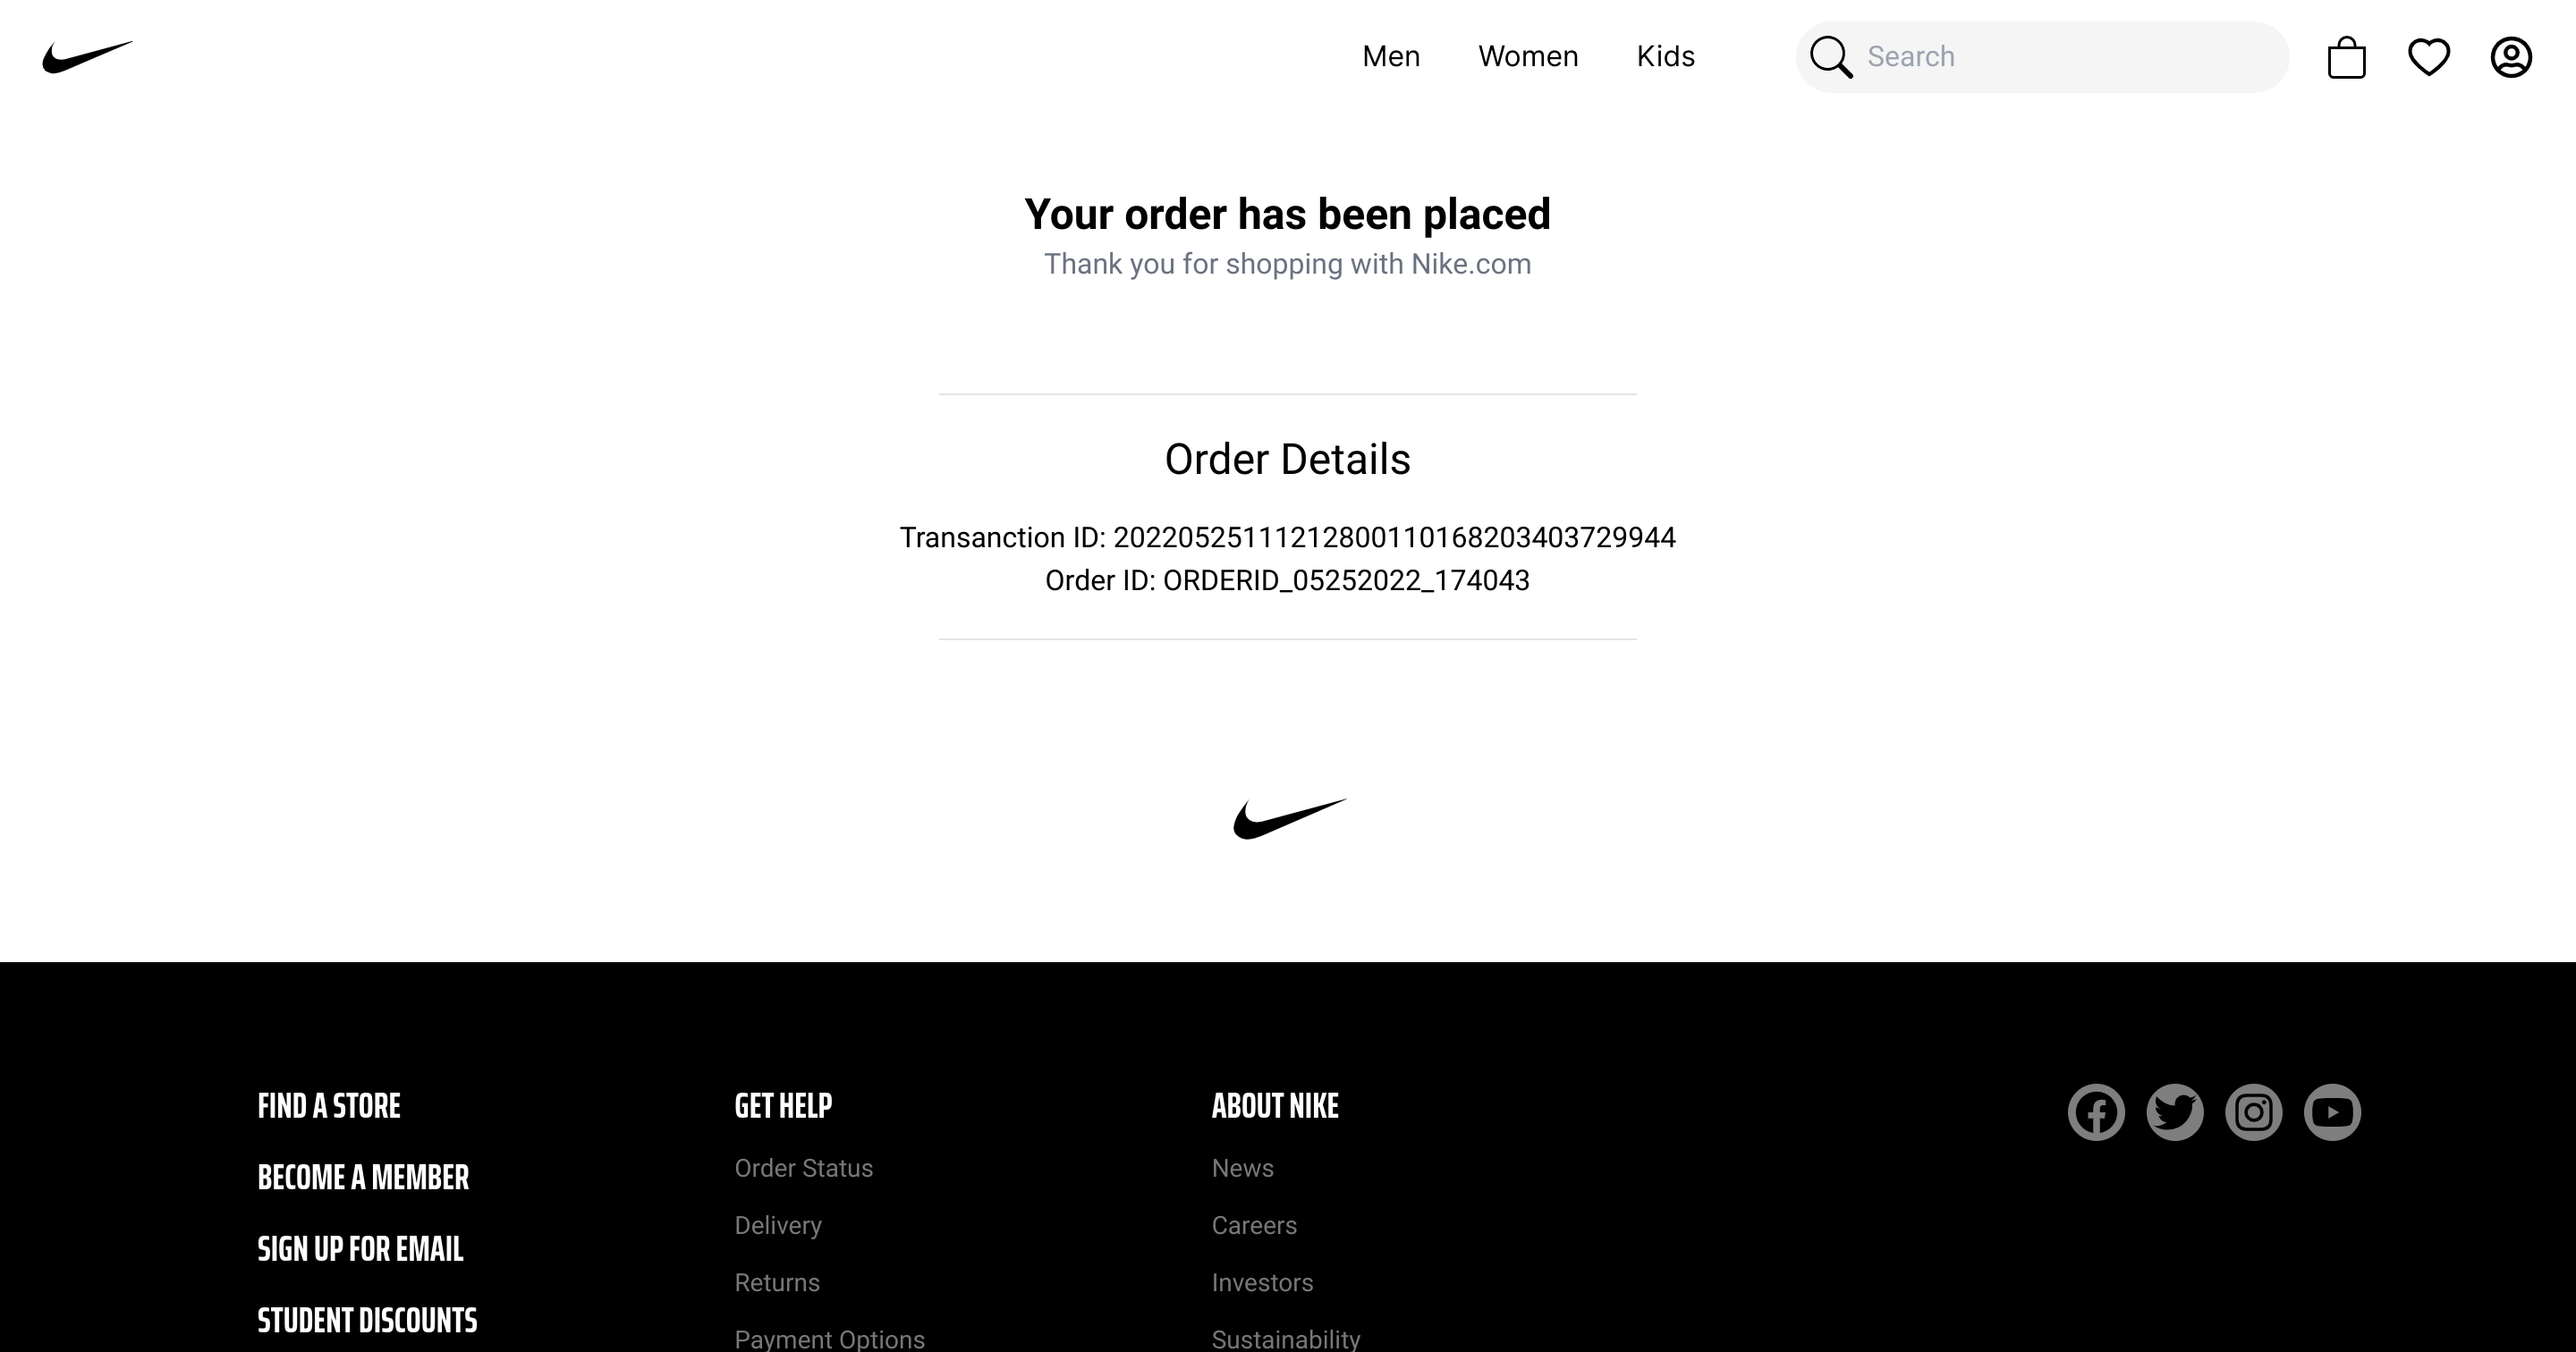 Men
Women
Kids
Search
Your order has been placed
Thank you for shopping with Nike.com
Order Details
Transanction ID: 20220525111212800110168203403729944
Order ID: ORDERID_05252022_174043
FIND A STORE
BECOME A MEMBER
SIGN UP FOR EMAIL
STUDENT DISCOUNTS
GET HELP
Order Status
Delivery
Returns
Payment Options
ABOUT NIKE
News
Careers
Investors
Sustainability